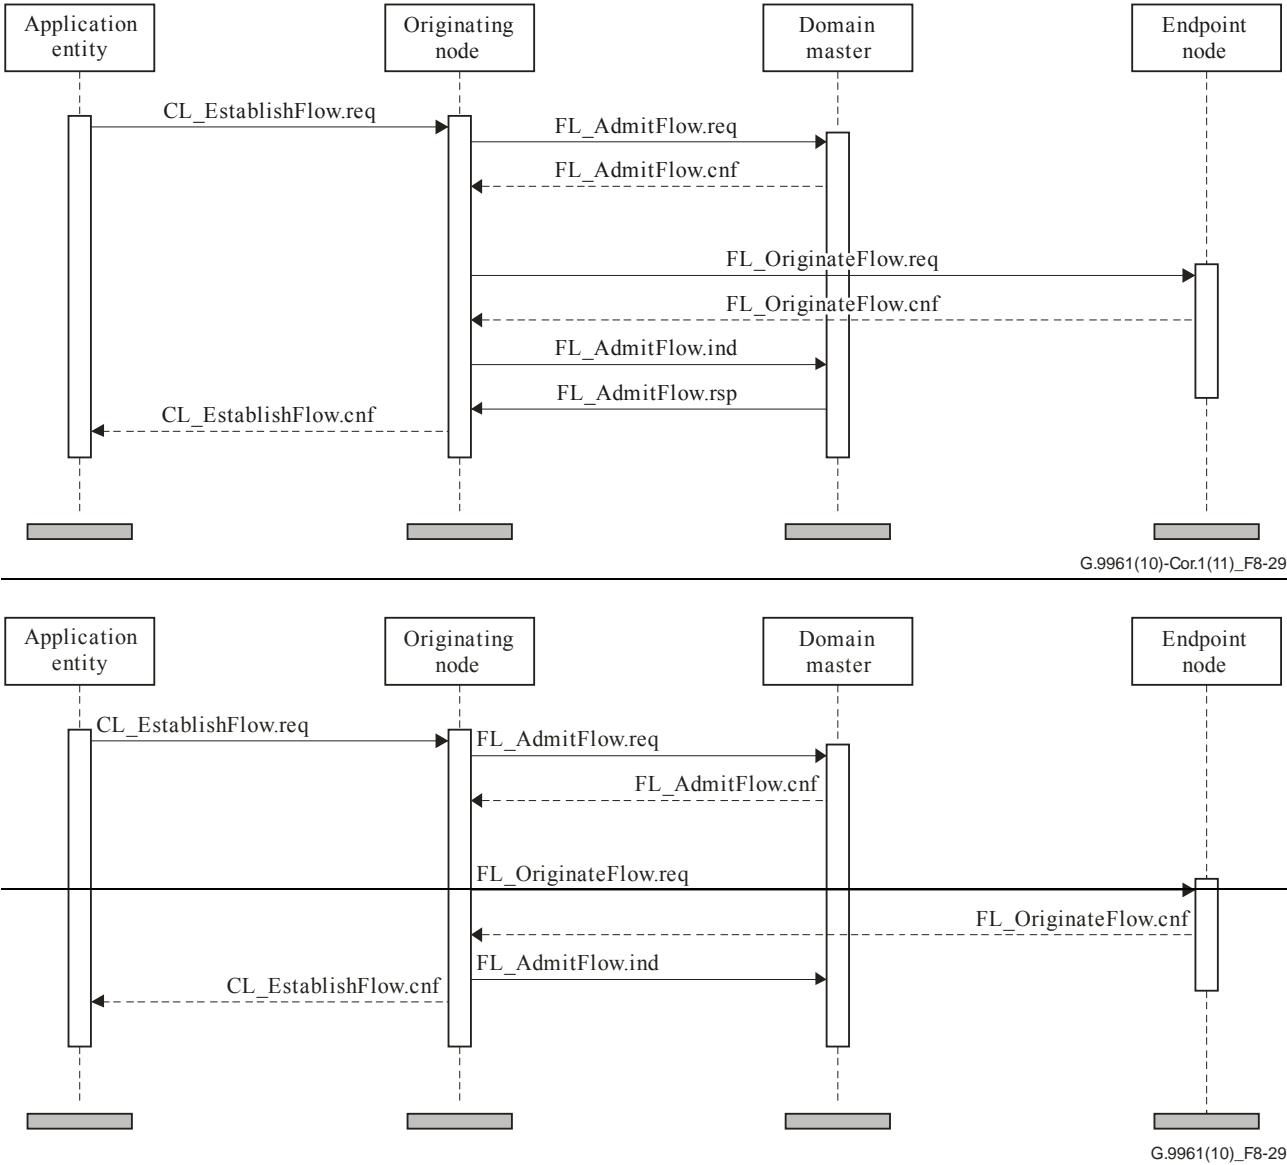 Application
entity
Originating
node
Domain
master
Endpoint
node
CL_EstablishFlow.req
FL_AdmitFlow.req
FL_AdmitFlow.cnf
FL_OriginateFlow.req
FL_OriginateFlow.cnf
FL_AdmitFlow.ind
FL_AdmitFlow.rsp
CL_EstablishFlow.cnf
G.9961(10)-Cor.1(11)_F8-29
Application
entity
Originating
node
Domain
master
Endpoint
node
CL_EstablishFlow.req
FL_AdmitFlow.req
FL_AdmitFlow.cnf
FL_OriginateFlow.req
FL_OriginateFlow.cnf
FL_AdmitFlow.ind
CL_EstablishFlow.cnf
G.9961(10)_F8-29